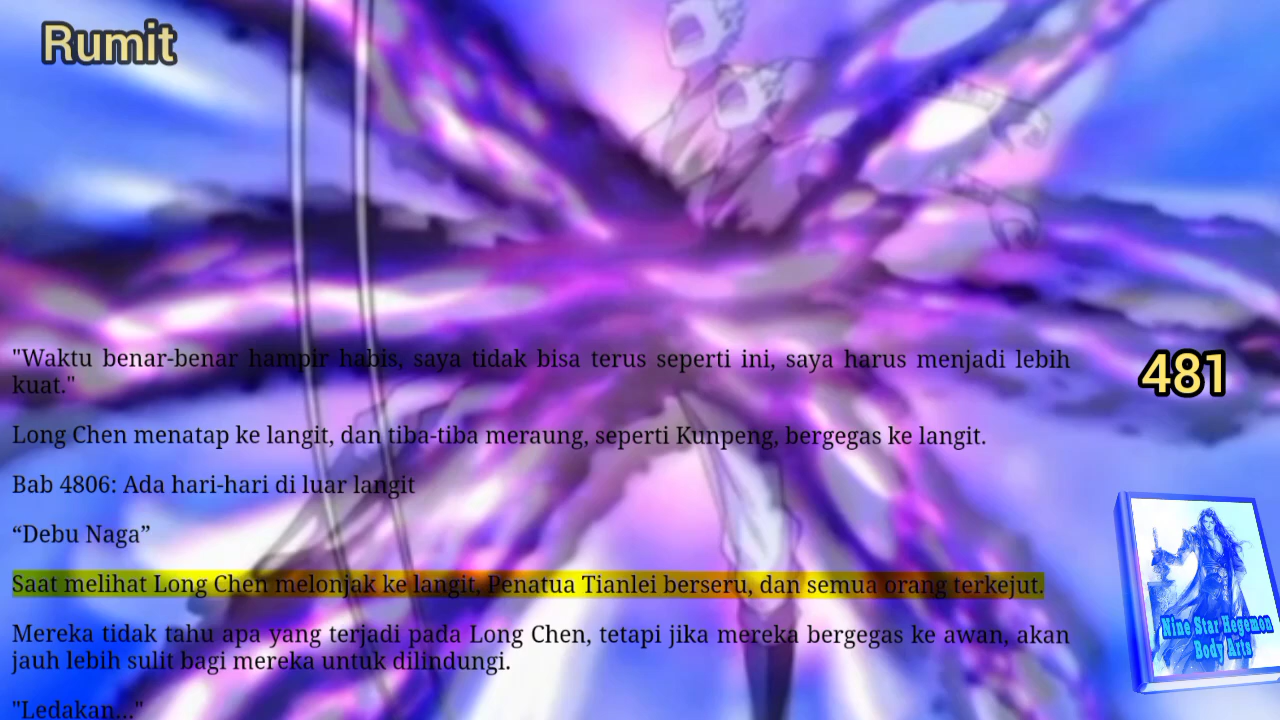 Rumit
"Waktu benar-benar hampir habis, saya tidak bisa terus seperti ini, saya harus menjadi lebih
kuat."
481
Long Chen menatap ke langit, dan tiba-tiba meraung, seperti Kunpeng, bergegas ke langit.
Bab 4806: Ada hari-hari di luar langit
“Debu Naga”
Saat melihat Long Chen melonjak ke langit, Penatua Tianlei berseru, dan semua orang terkejut.
Mereka tidak tahu apa yang terjadi pada Long Chen, tetapi jika mereka bergegas ke awan, akan
jauh lebih sulit bagi mereka untuk dilindungi.
Nine Star Hegemon
Body Arts
"Ledakan..."